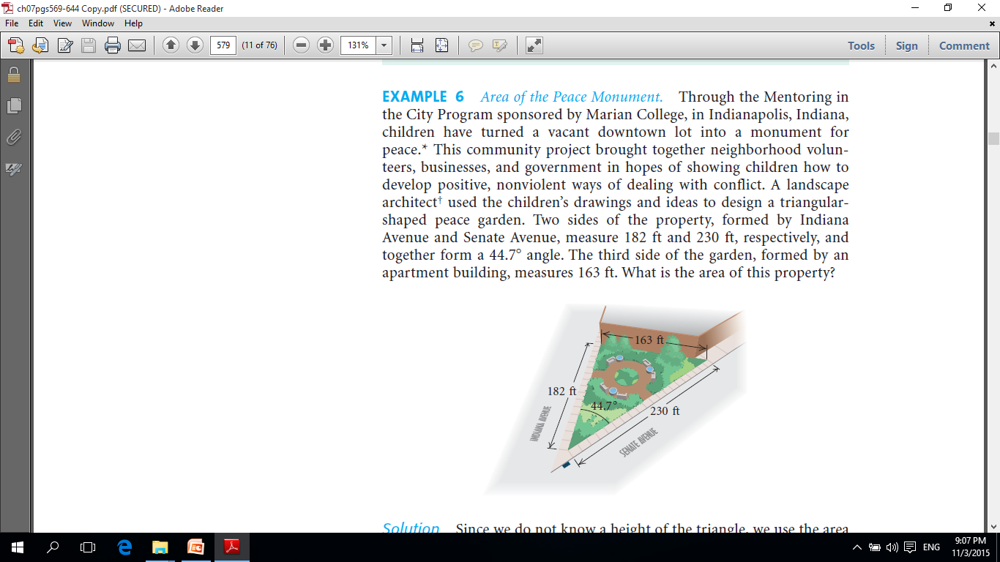 ch07pgs569-644 Copy.pdf (SECURED) - Adobe Reader
File Edit View Window Help
579 (11 of 76) 131% Tools Sign Comment
EXAMPLE 6 Area of the Peace Monument. Through the Mentoring in
the City Program sponsored by Marian College, in Indianapolis, Indiana,
children have turned a vacant downtown lot into a monument for
peace.* This community project brought together neighborhood volun-
teers, businesses, and government in hopes of showing children how to
develop positive, nonviolent ways of dealing with conflict. A landscape
architect† used the children's drawings and ideas to design a triangular-
shaped peace garden. Two sides of the property, formed by Indiana
Avenue and Senate Avenue, measure 182 ft and 230 ft, respectively, and
together form a 44.7° angle. The third side of the garden, formed by an
apartment building, measures 163 ft. What is the area of this property?
163 ft
182 ft
44.7°
230 ft
INDIANA AVENUE
SENATE AVENUE
Solution Since we do not know a height of the triangle, we use the area
ENG
9:07 PM
11/3/2015